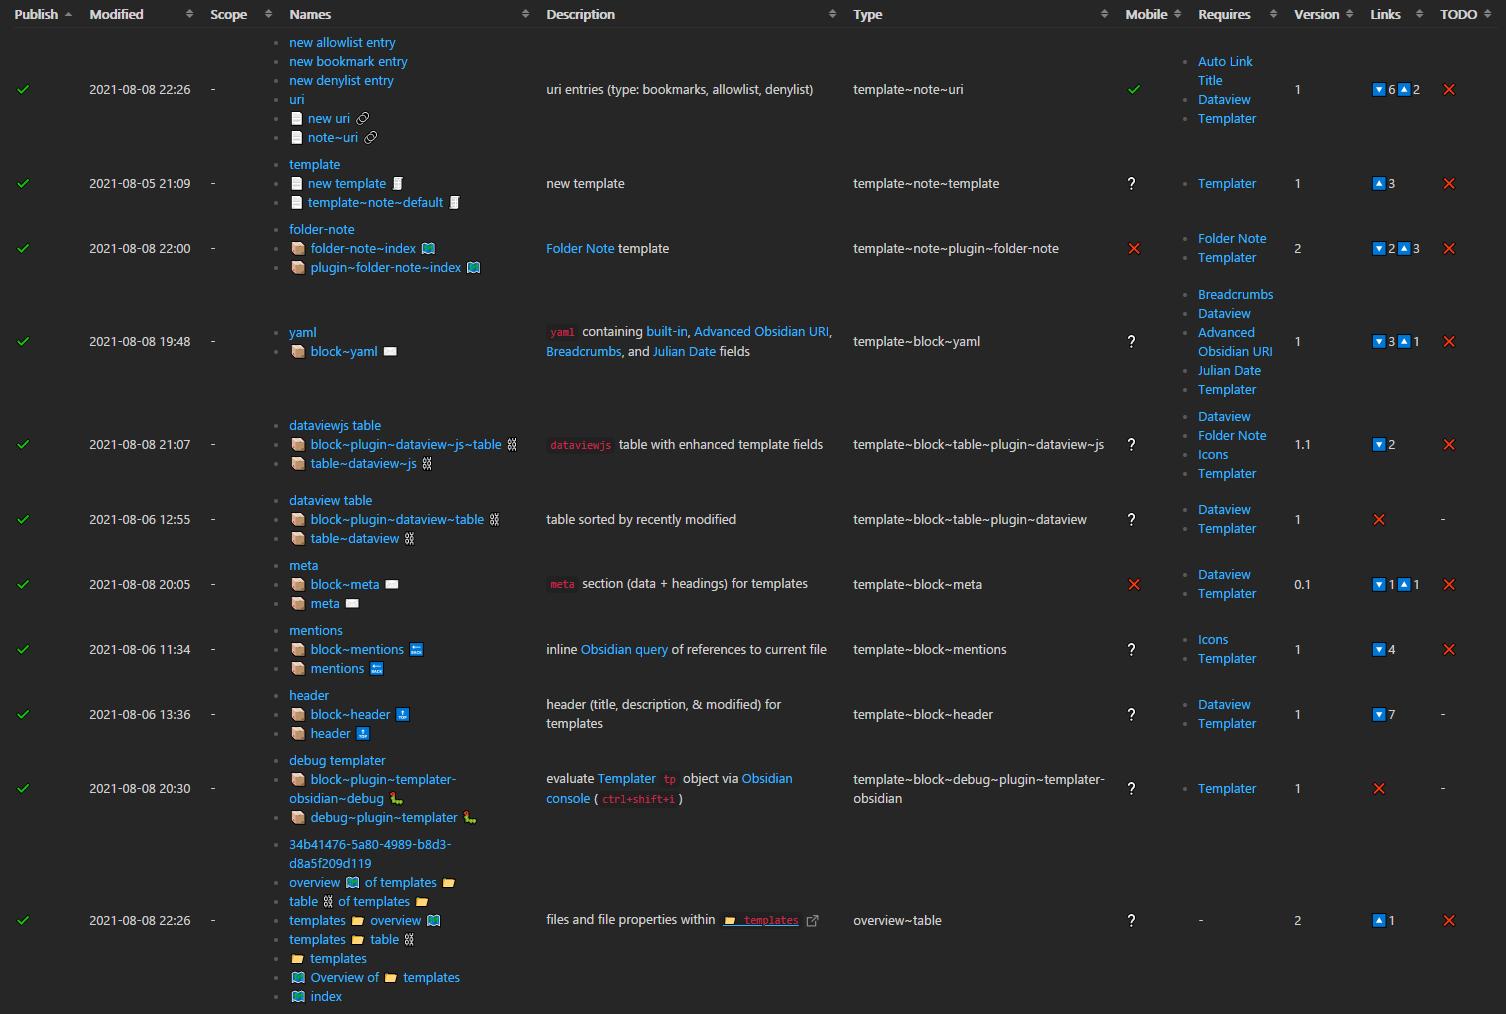 Publish Modified Scope Names Description Type Mobile Requires Version Links TODO
new allowlist entry
new bookmark entry
new denylist entry
uri
new uri
note~uri
2021-08-08 22:26 -
uri entries (type: bookmarks, allowlist, denylist)
template~note~uri
Auto Link
Title
Dataview
Templater
1
6 2
template
new template
template~note~default
2021-08-05 21:09 -
new template
template~note~template
?
Templater
1
3
folder-note
folder-note~index
plugin~folder-note~index
2021-08-08 22:00 -
Folder Note template
template~note~plugin~folder-note
Folder Note
Templater
2
2 3
yaml
block~yaml
2021-08-08 19:48 -
yaml containing built-in, Advanced Obsidian URI,
Breadcrumbs, and Julian Date fields
template~block~yaml
?
Breadcrumbs
Dataview
Advanced
Obsidian URI
Julian Date
Templater
1
3 1
dataviewjs table
block~plugin~dataview~js~table
table~dataview~js
2021-08-08 21:07 -
dataviewjs table with enhanced template fields
template~block~table~plugin~dataview~js
?
Dataview
Folder Note
Icons
Templater
1.1
2
dataview table
block~plugin~dataview~table
table~dataview
2021-08-06 12:55 -
table sorted by recently modified
template~block~table~plugin~dataview
?
Dataview
Templater
1
-
meta
block~meta
meta
2021-08-08 20:05 -
meta section (data + headings) for templates
template~block~meta
Dataview
Templater
0.1
1 1
mentions
block~mentions
BACK
mentions
BACK
2021-08-06 11:34 -
inline Obsidian query of references to current file
template~block~mentions
?
Icons
Templater
1
4
header
block~header
TOP
header
TOP
2021-08-06 13:36 -
header (title, description, & modified) for
templates
template~block~header
?
Dataview
Templater
1
7
-
debug templater
block~plugin~templater-
obsidian~debug
debug~plugin~templater
2021-08-08 20:30 -
evaluate Templater tp object via Obsidian
console ( ctrl+shift+i )
template~block~debug~plugin~templater-
obsidian
?
Templater
1
-
34b41476-5a80-4989-b8d3-
d8a5f209d119
overview of templates
table of templates
templates overview
templates table
templates
Overview of templates
index
2021-08-08 22:26 -
files and file properties within templates
overview~table
?
-
2
1